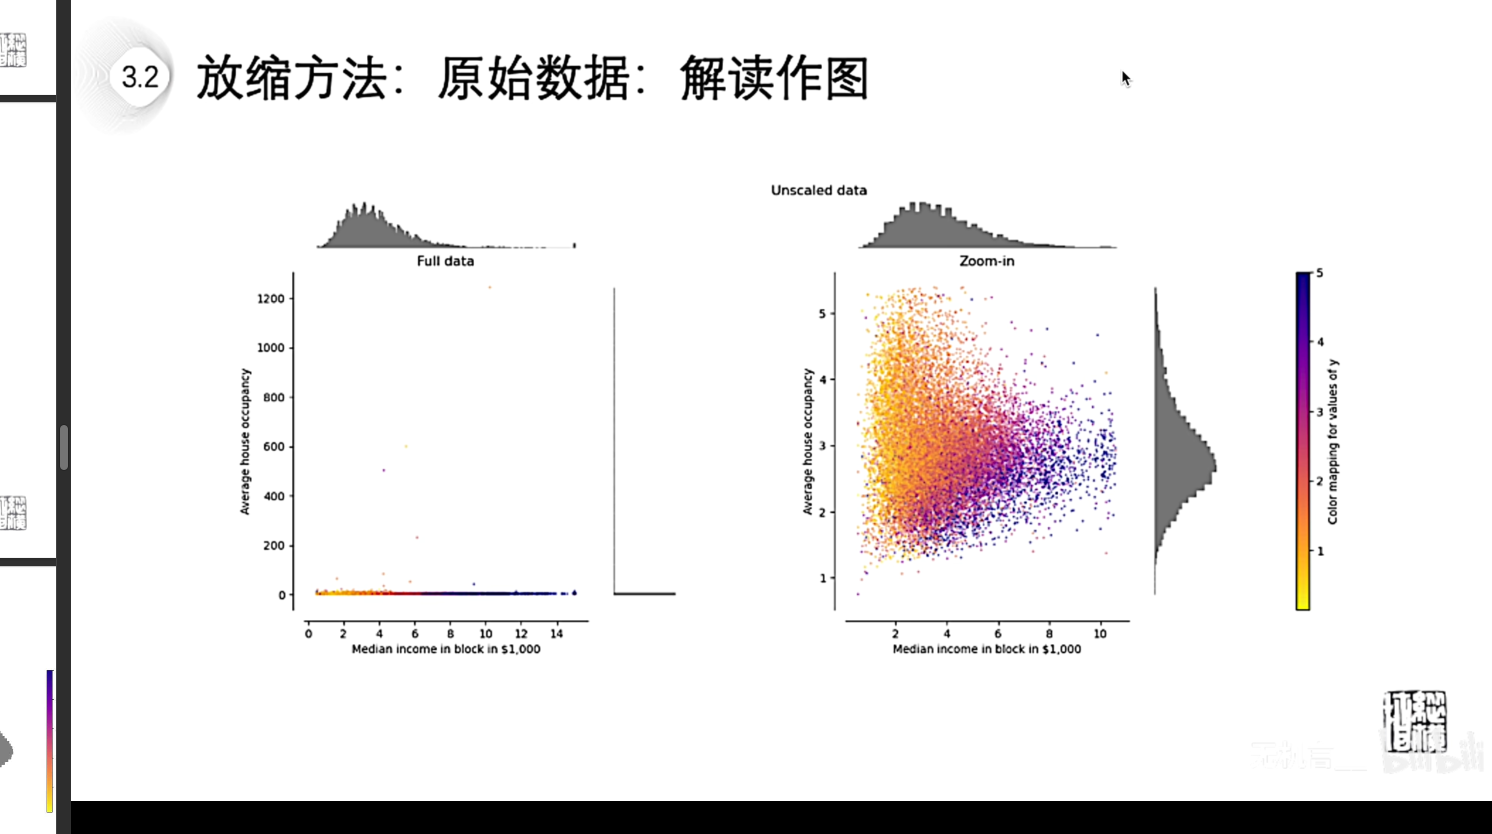 3.2
放缩方法：原始数据：解读作图
Unscaled data
Full data
1200
1000
800
600
400
200
0
Average house occupancy
0 2 4 6 8 10 12 14
Median income in block in $1,000
Zoom-in
5
4
3
2
1
Average house occupancy
2 4 6 8 10
Median income in block in $1,000
5
4
3
2
1
Color mapping for values of y
bilibili